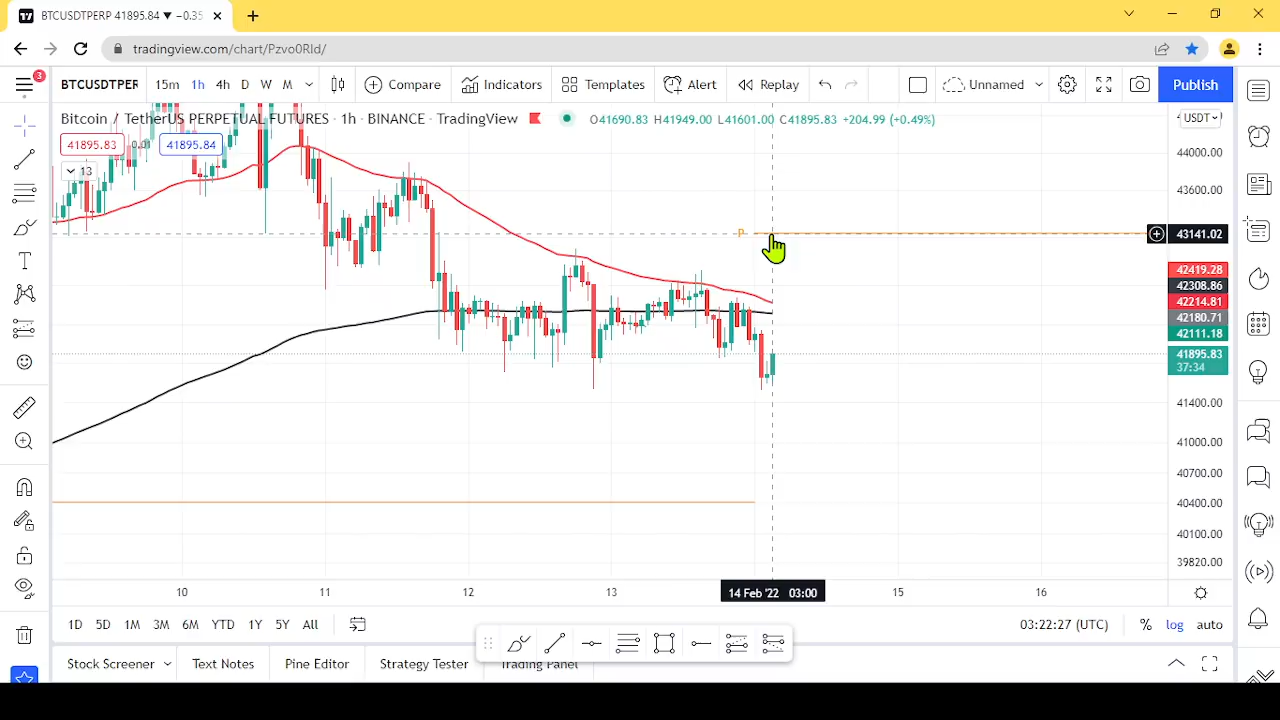 BTCUSDTPERP 41895.84 ▼ −0.35
tradingview.com/chart/Pzvo0Rld/
3
BTCUSDTPER 15m 1h 4h D W M Compare Indicators Templates Alert Replay Unnamed Publish
Bitcoin / TetherUS PERPETUAL FUTURES · 1h · BINANCE · TradingView O41690.83 H41949.00 L41601.00 C41895.83 +204.99 (+0.49%)
USDT
41895.83 0.01 41895.84
44000.00
13
43600.00
P
43141.02
42419.28
42308.86
42214.81
42180.71
42111.18
41895.83
37:34
41400.00
41000.00
40700.00
40400.00
40100.00
39820.00
10 11 12 13 14 Feb '22 03:00 15 16
1D 5D 1M 3M 6M YTD 1Y 5Y All 03:22:27 (UTC) % log auto
Stock Screener Text Notes Pine Editor Strategy Tester Trading Panel